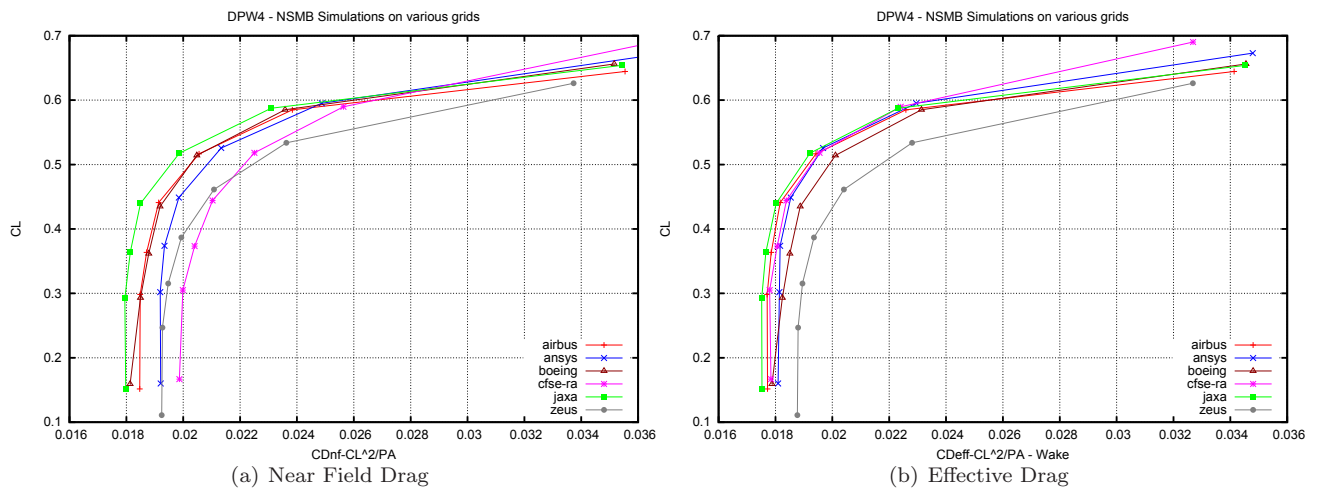 DPW4 - NSMB Simulations on various grids
0.7
0.6
0.5
0.4
0.3
0.2
0.1
CL
airbus
ansys
boeing
cfse-ra
jaxa
zeus
0.016 0.018 0.02 0.022 0.024 0.026 0.028 0.03 0.032 0.034 0.036
CDnf-CL^2/PA
(a) Near Field Drag
DPW4 - NSMB Simulations on various grids
0.7
0.6
0.5
0.4
0.3
0.2
0.1
CL
airbus
ansys
boeing
cfse-ra
jaxa
zeus
0.016 0.018 0.02 0.022 0.024 0.026 0.028 0.03 0.032 0.034 0.036
CDeff-CL^2/PA - Wake
(b) Effective Drag